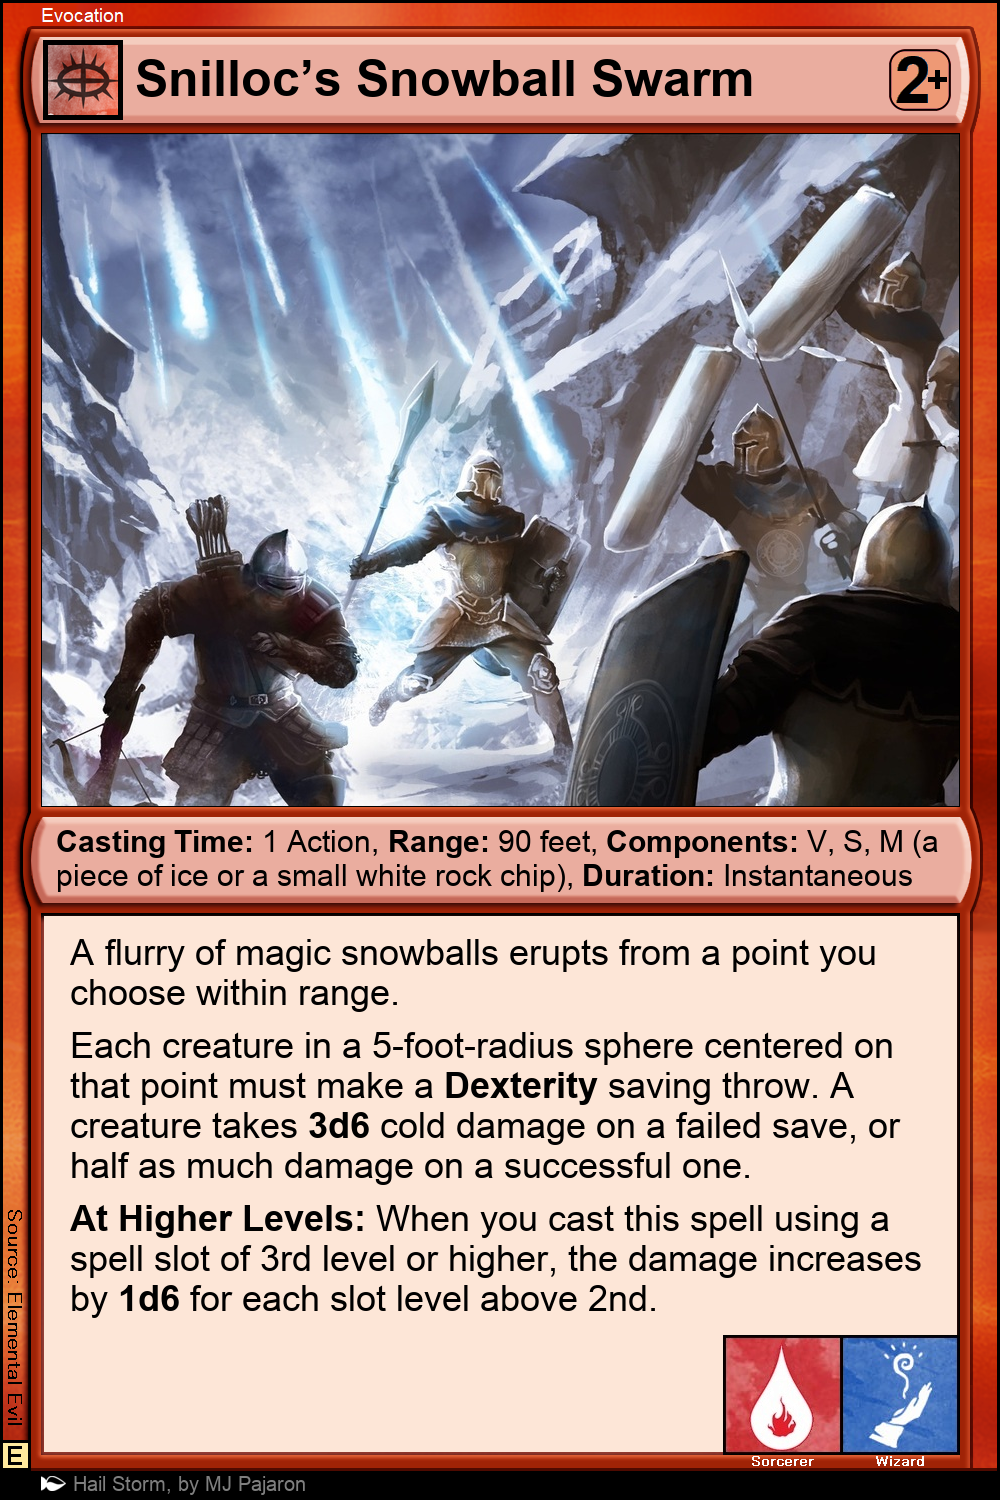 Evocation
Snilloc’s Snowball Swarm
2+
Casting Time: 1 Action, Range: 90 feet, Components: V, S, M (a
piece of ice or a small white rock chip), Duration: Instantaneous
A flurry of magic snowballs erupts from a point you
choose within range.
Each creature in a 5-foot-radius sphere centered on
that point must make a Dexterity saving throw. A
creature takes 3d6 cold damage on a failed save, or
half as much damage on a successful one.
At Higher Levels: When you cast this spell using a
spell slot of 3rd level or higher, the damage increases
by 1d6 for each slot level above 2nd.
Source: Elemental Evil
E
Sorcerer
Wizard
Hail Storm, by MJ Pajaron